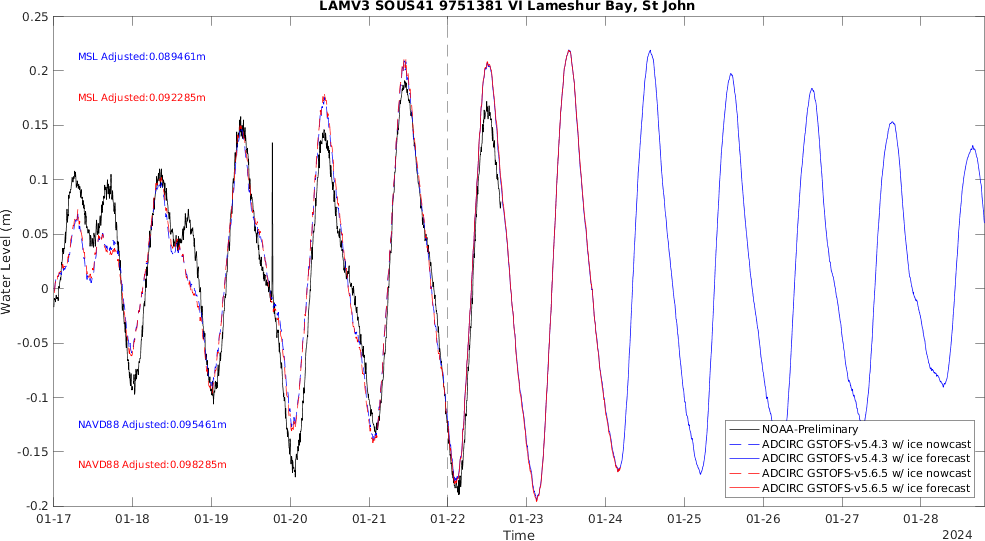 LAMV3 SOUS41 9751381 VI Lameshur Bay, St John
0.25
0.2
0.15
0.1
0.05
0
-0.05
-0.1
-0.15
-0.2
Water Level (m)
MSL Adjusted:0.089461m
MSL Adjusted:0.092285m
NAVD88 Adjusted:0.095461m
NAVD88 Adjusted:0.098285m
NOAA-Preliminary
ADCIRC GSTOFS-v5.4.3 w/ ice nowcast
ADCIRC GSTOFS-v5.4.3 w/ ice forecast
ADCIRC GSTOFS-v5.6.5 w/ ice nowcast
ADCIRC GSTOFS-v5.6.5 w/ ice forecast
01-17 01-18 01-19 01-20 01-21 01-22 01-23 01-24 01-25 01-26 01-27 01-28
Time
2024